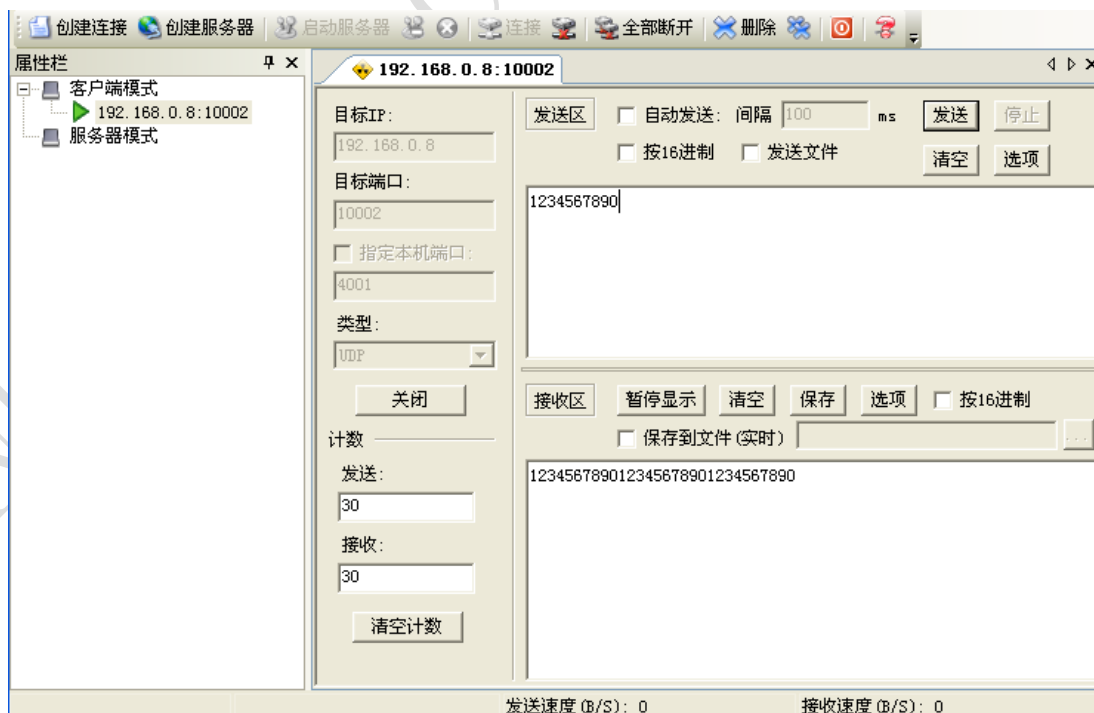 创建连接 创建服务器 启动服务器 连接 全部断开 删除
属性栏
客户端模式
192.168.0.8:10002
服务器模式
192.168.0.8:10002
目标IP:
192.168.0.8
目标端口:
10002
指定本机端口:
4001
类型:
UDP
关闭
计数
发送:
30
接收:
30
清空计数
发送区 自动发送: 间隔 100 ms 发送 停止
按16进制 发送文件 清空 选项
1234567890
接收区 暂停显示 清空 保存 选项 按16进制
保存到文件(实时) ...
123456789012345678901234567890
发送速度(B/S): 0 接收速度(B/S): 0